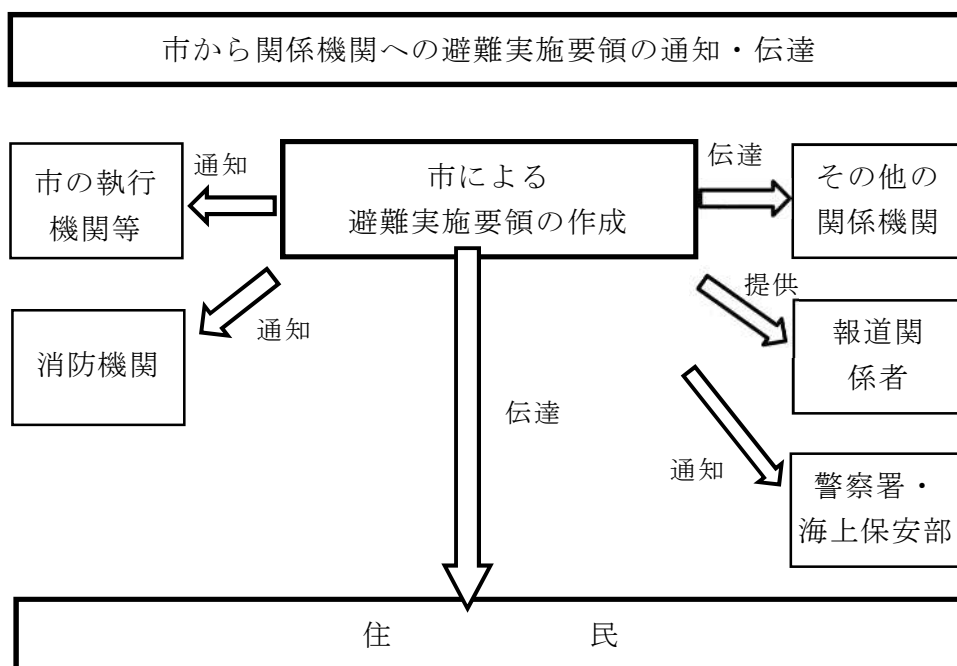 市から関係機関への避難実施要領の通知・伝達
市の執行
機関等
通知
市による
避難実施要領の作成
伝達
その他の
関係機関
消防機関
通知
提供
報道関
係者
伝達
通知
警察署・
海上保安部
住　　　　民